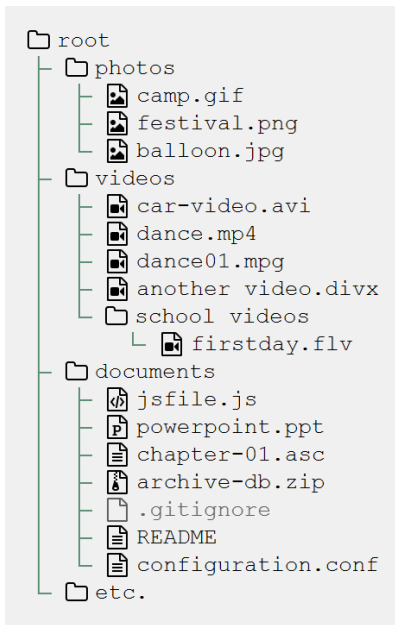 root
photos
camp.gif
festival.png
balloon.jpg
videos
car-video.avi
dance.mp4
dance01.mpg
another video.divx
school videos
firstday.flv
documents
jsfile.js
powerpoint.ppt
chapter-01.asc
archive-db.zip
.gitignore
README
configuration.conf
etc.